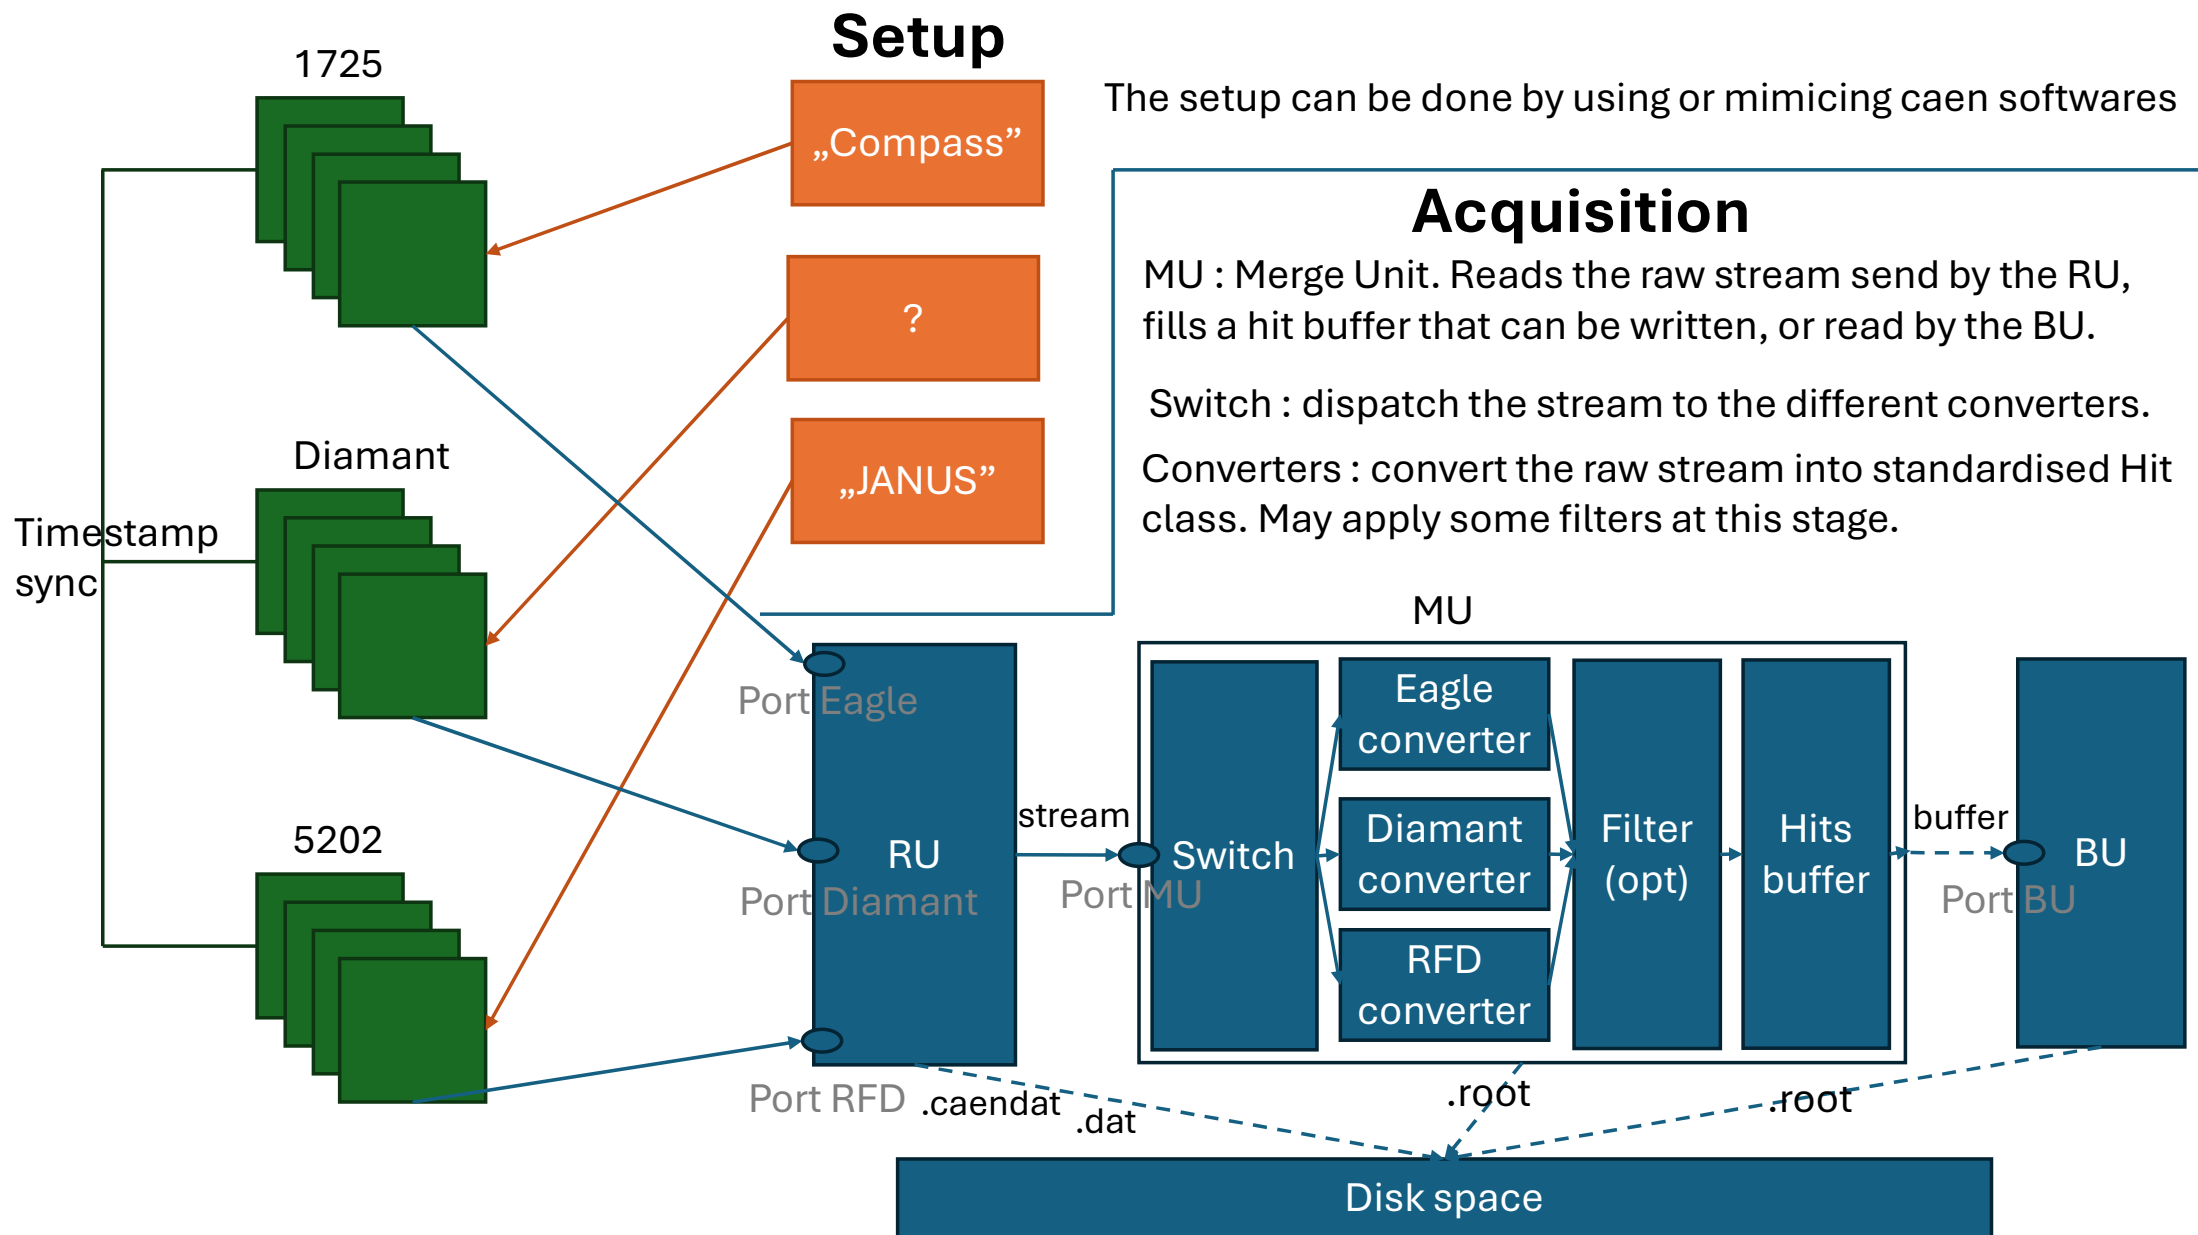 Setup
1725
„Compass”
The setup can be done by using or mimicing caen softwares
Acquisition
MU : Merge Unit. Reads the raw stream send by the RU,
fills a hit buffer that can be written, or read by the BU.
?
Switch : dispatch the stream to the different converters.
Converters : convert the raw stream into standardised Hit
class. May apply some filters at this stage.
Diamant
„JANUS”
Timestamp
sync
MU
Port Eagle
Eagle
converter
5202
RU
Port Diamant
stream
Port MU
Switch
Diamant
converter
Filter
(opt)
Hits
buffer
buffer
BU
Port BU
RFD
converter
Port RFD
.caendat
.dat
.root
.root
Disk space